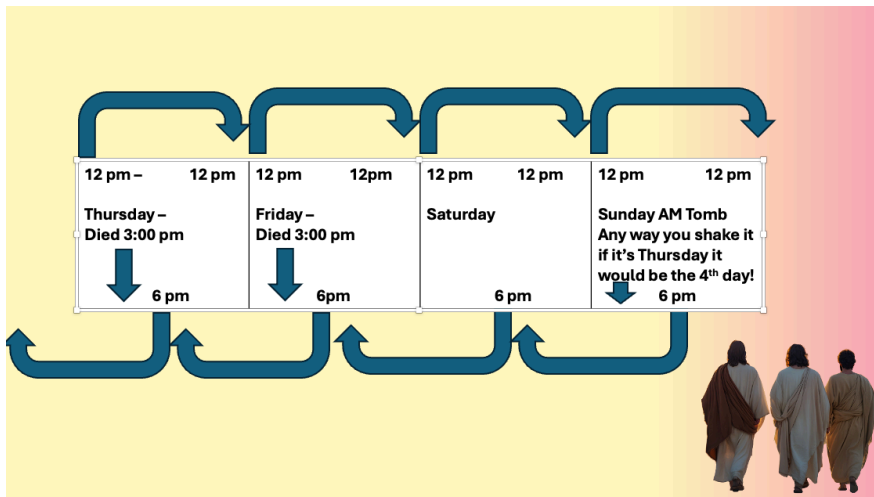 12 pm – 12 pm
Thursday –
Died 3:00 pm
6 pm
12 pm 12pm
Friday –
Died 3:00 pm
6pm
12 pm 12 pm
Saturday
6 pm
12 pm 12 pm
Sunday AM Tomb
Any way you shake it
if it’s Thursday it
would be the 4th day!
6 pm